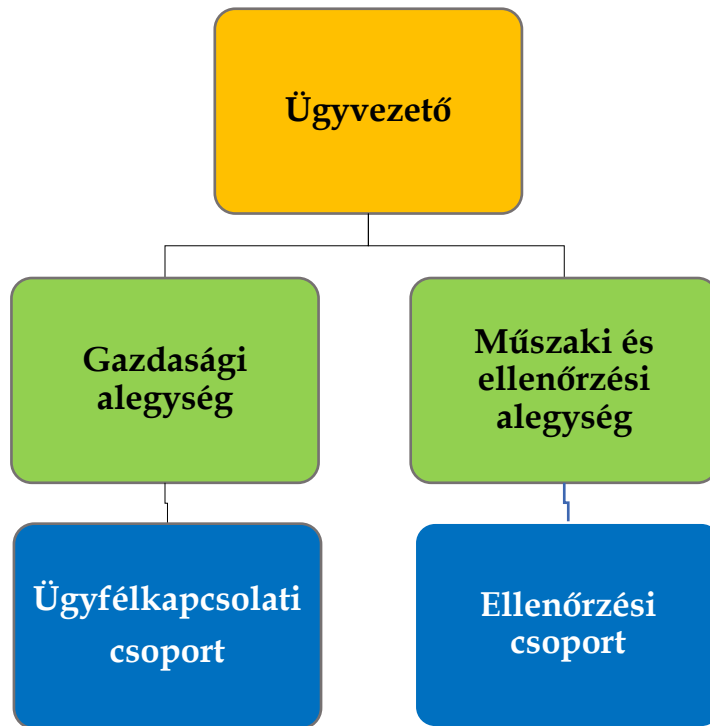 Ügyvezető
Gazdasági
alegység
Műszaki és
ellenőrzési
alegység
Ügyfélkapcsolati
csoport
Ellenőrzési
csoport